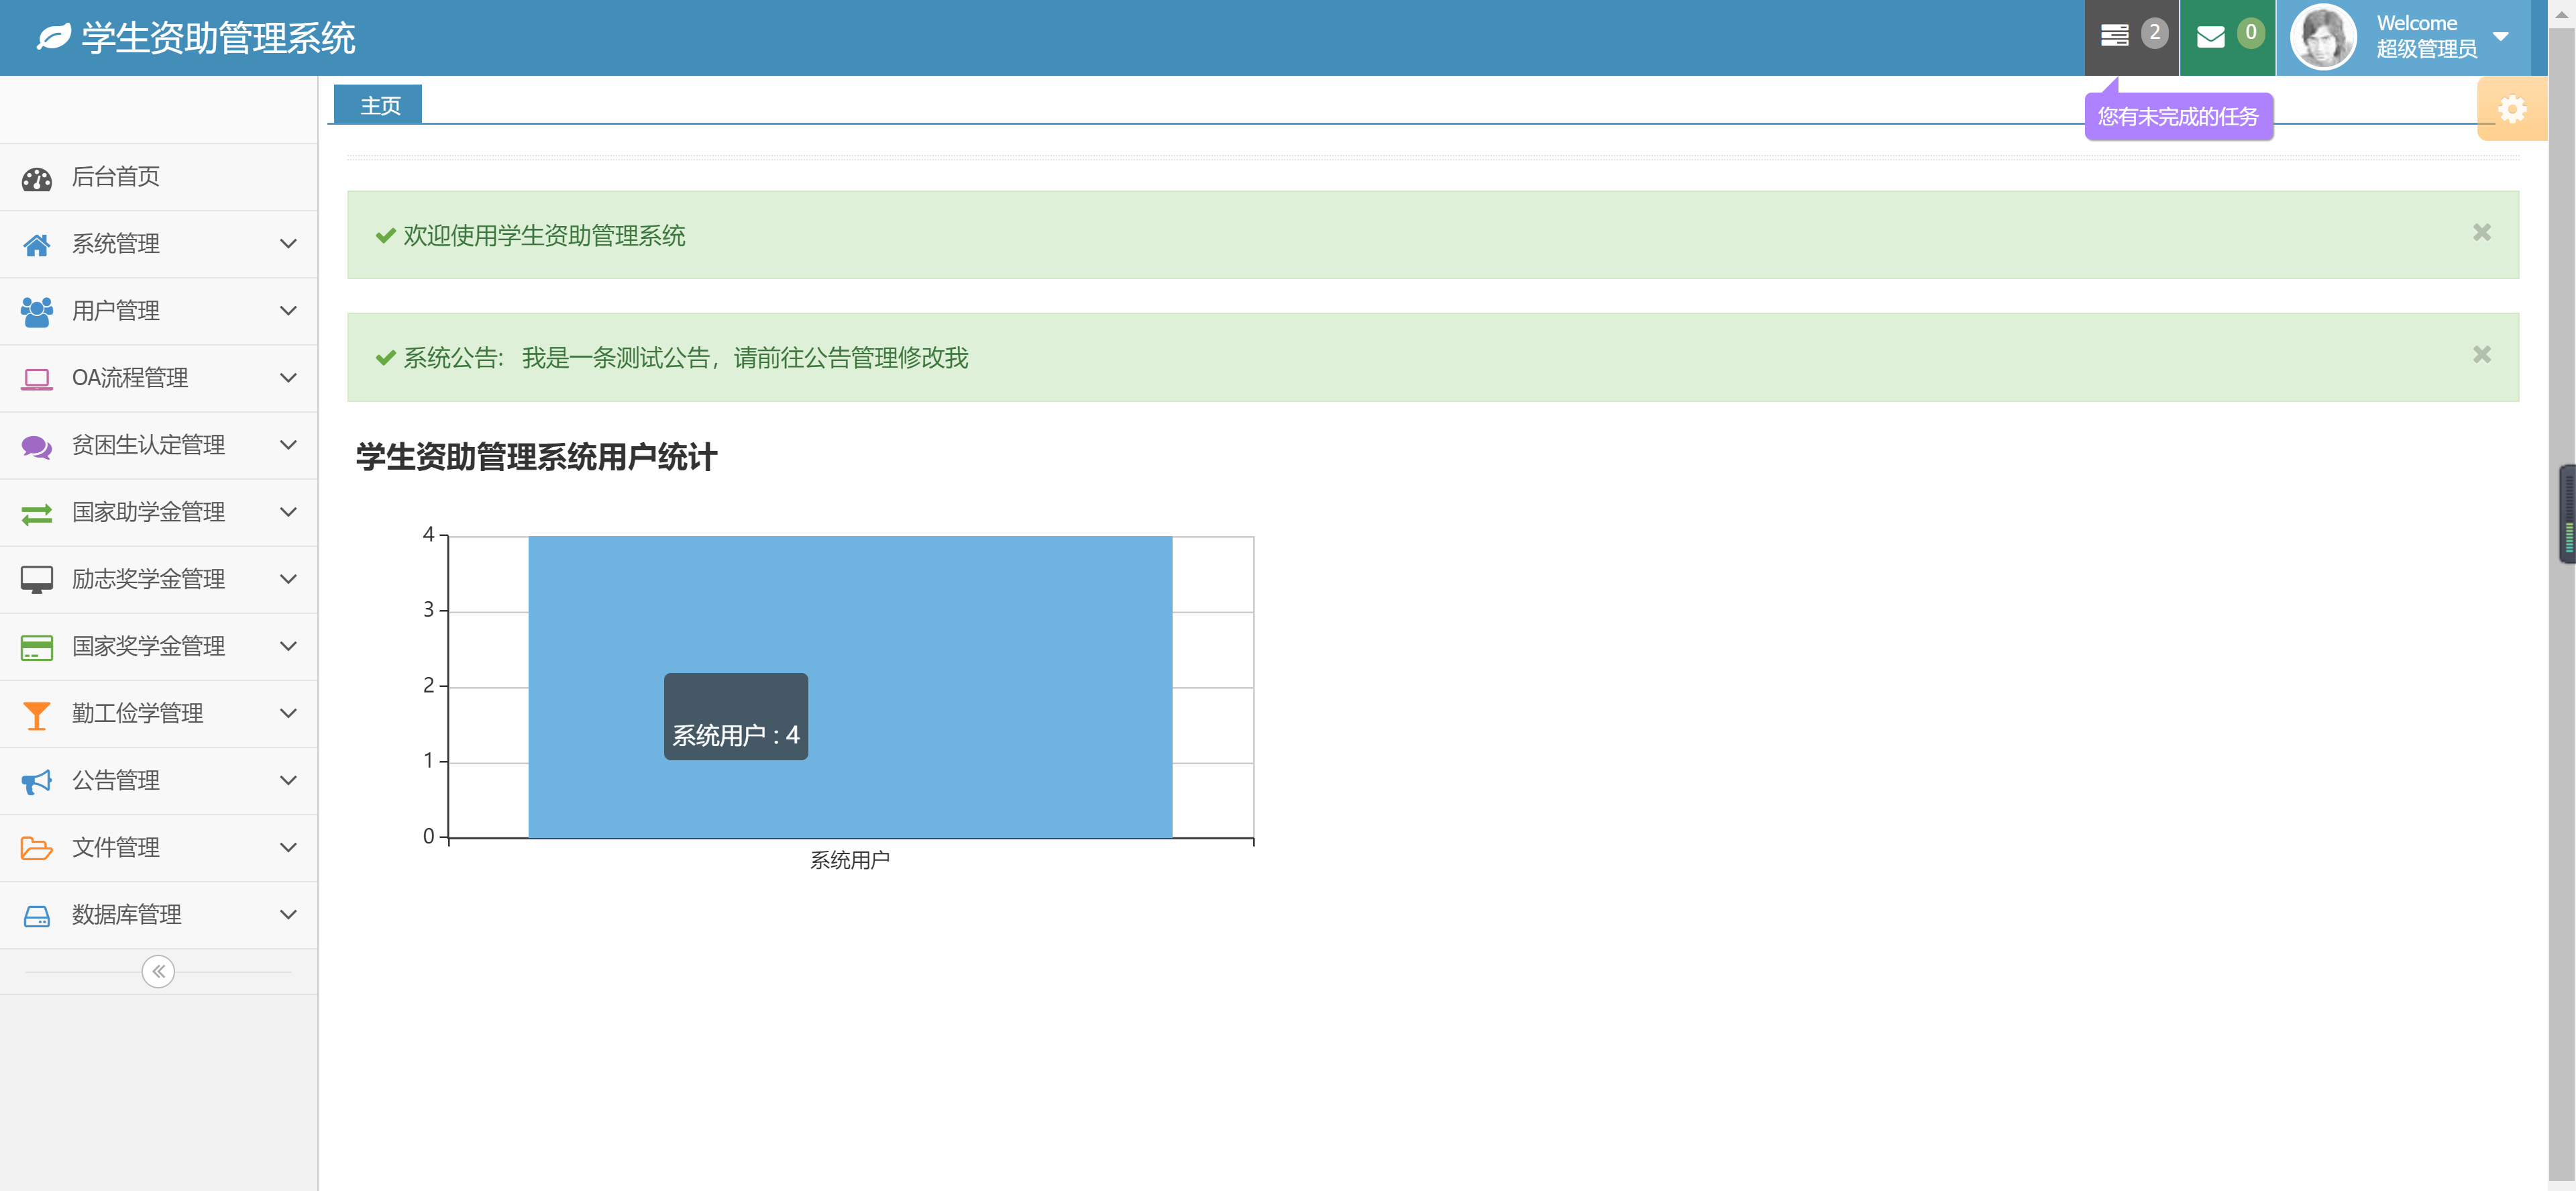 学生资助管理系统
2
0
Welcome
超级管理员
主页
您有未完成的任务
后台首页
系统管理
用户管理
OA流程管理
贫困生认定管理
国家助学金管理
励志奖学金管理
国家奖学金管理
勤工俭学管理
公告管理
文件管理
数据库管理
欢迎使用学生资助管理系统
系统公告: 我是一条测试公告，请前往公告管理修改我
学生资助管理系统用户统计
4
3
2
1
0
系统用户 : 4
系统用户